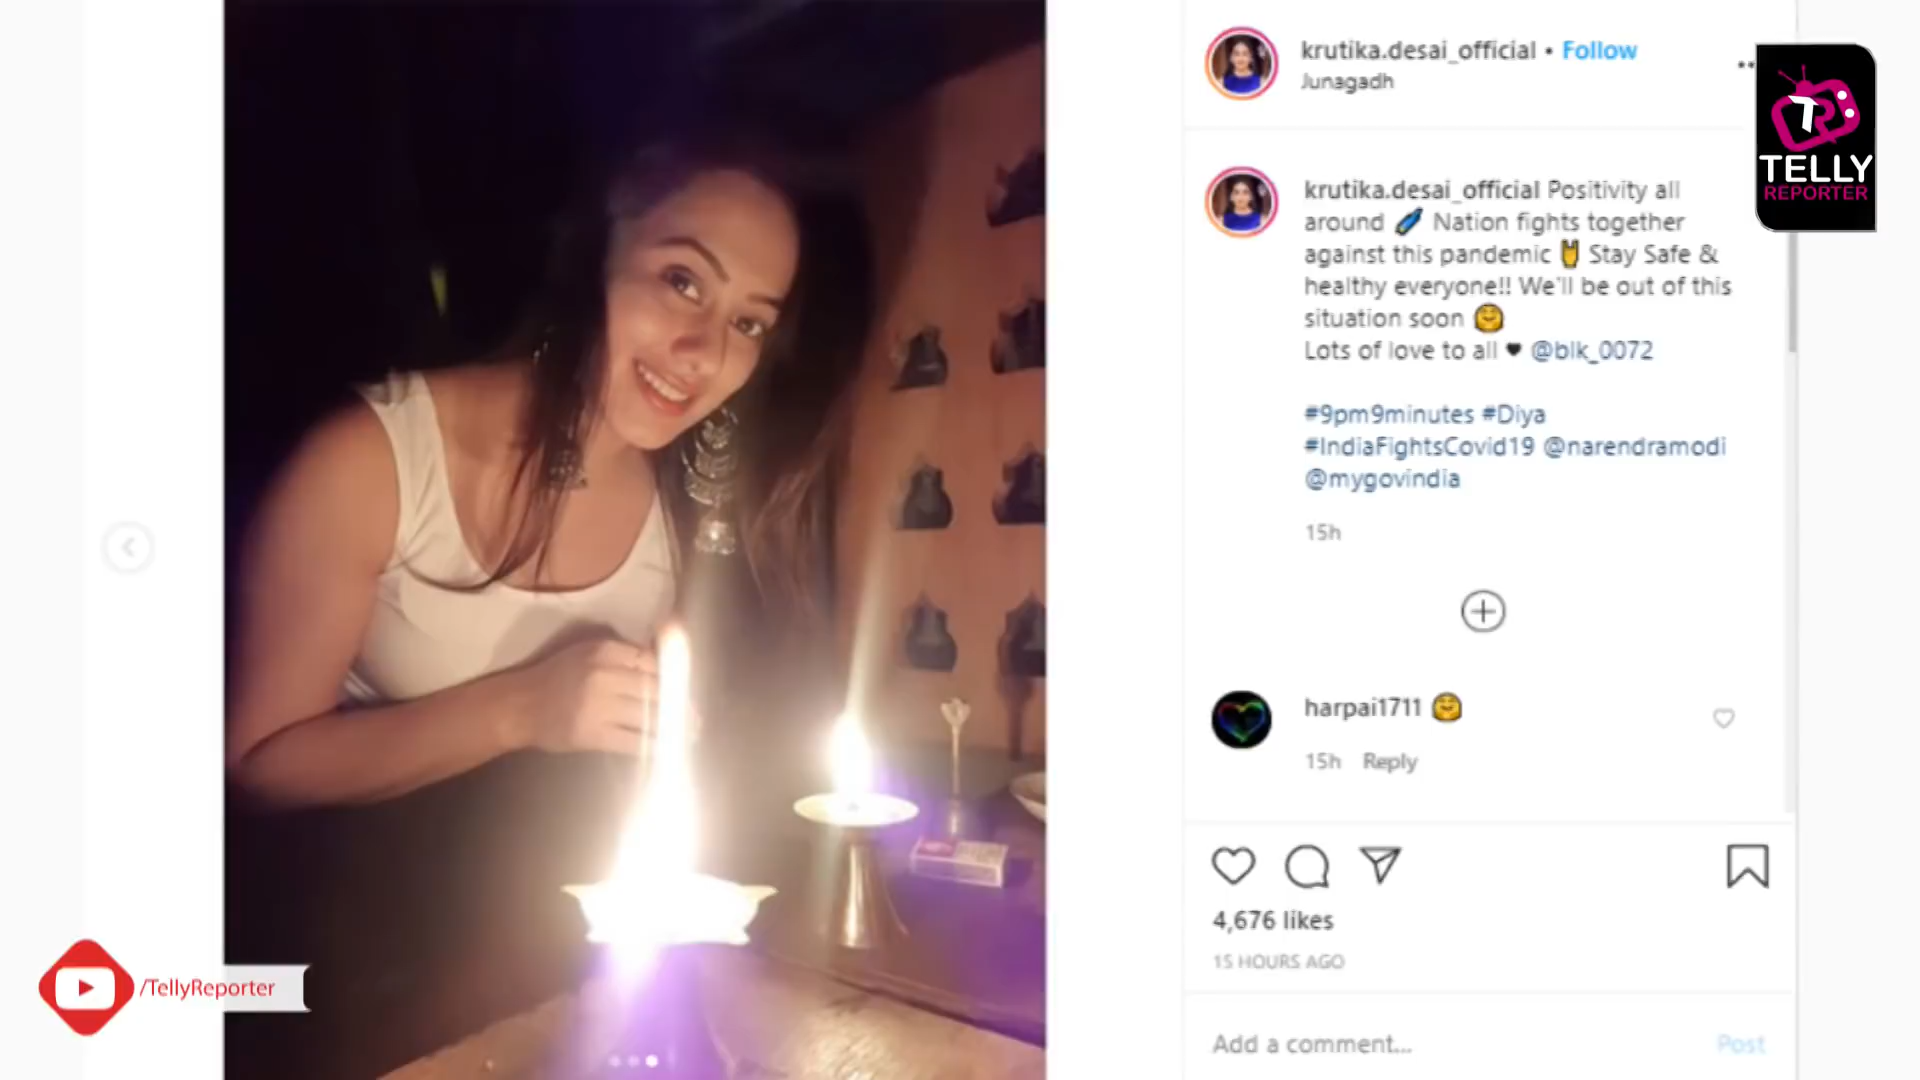 krutika.desai_official • Follow
Junagadh
TELLY
REPORTER
krutika.desai_official Positivity all
around Nation fights together
against this pandemic Stay Safe &
healthy everyone!! We'll be out of this
situation soon
Lots of love to all @blk_0072
#9pm9minutes #Diya
#IndiaFightsCovid19 @narendramodi
@mygovindia
15h
harpai1711
15h Reply
4,676 likes
15 HOURS AGO
Add a comment... Post
/TellyReporter